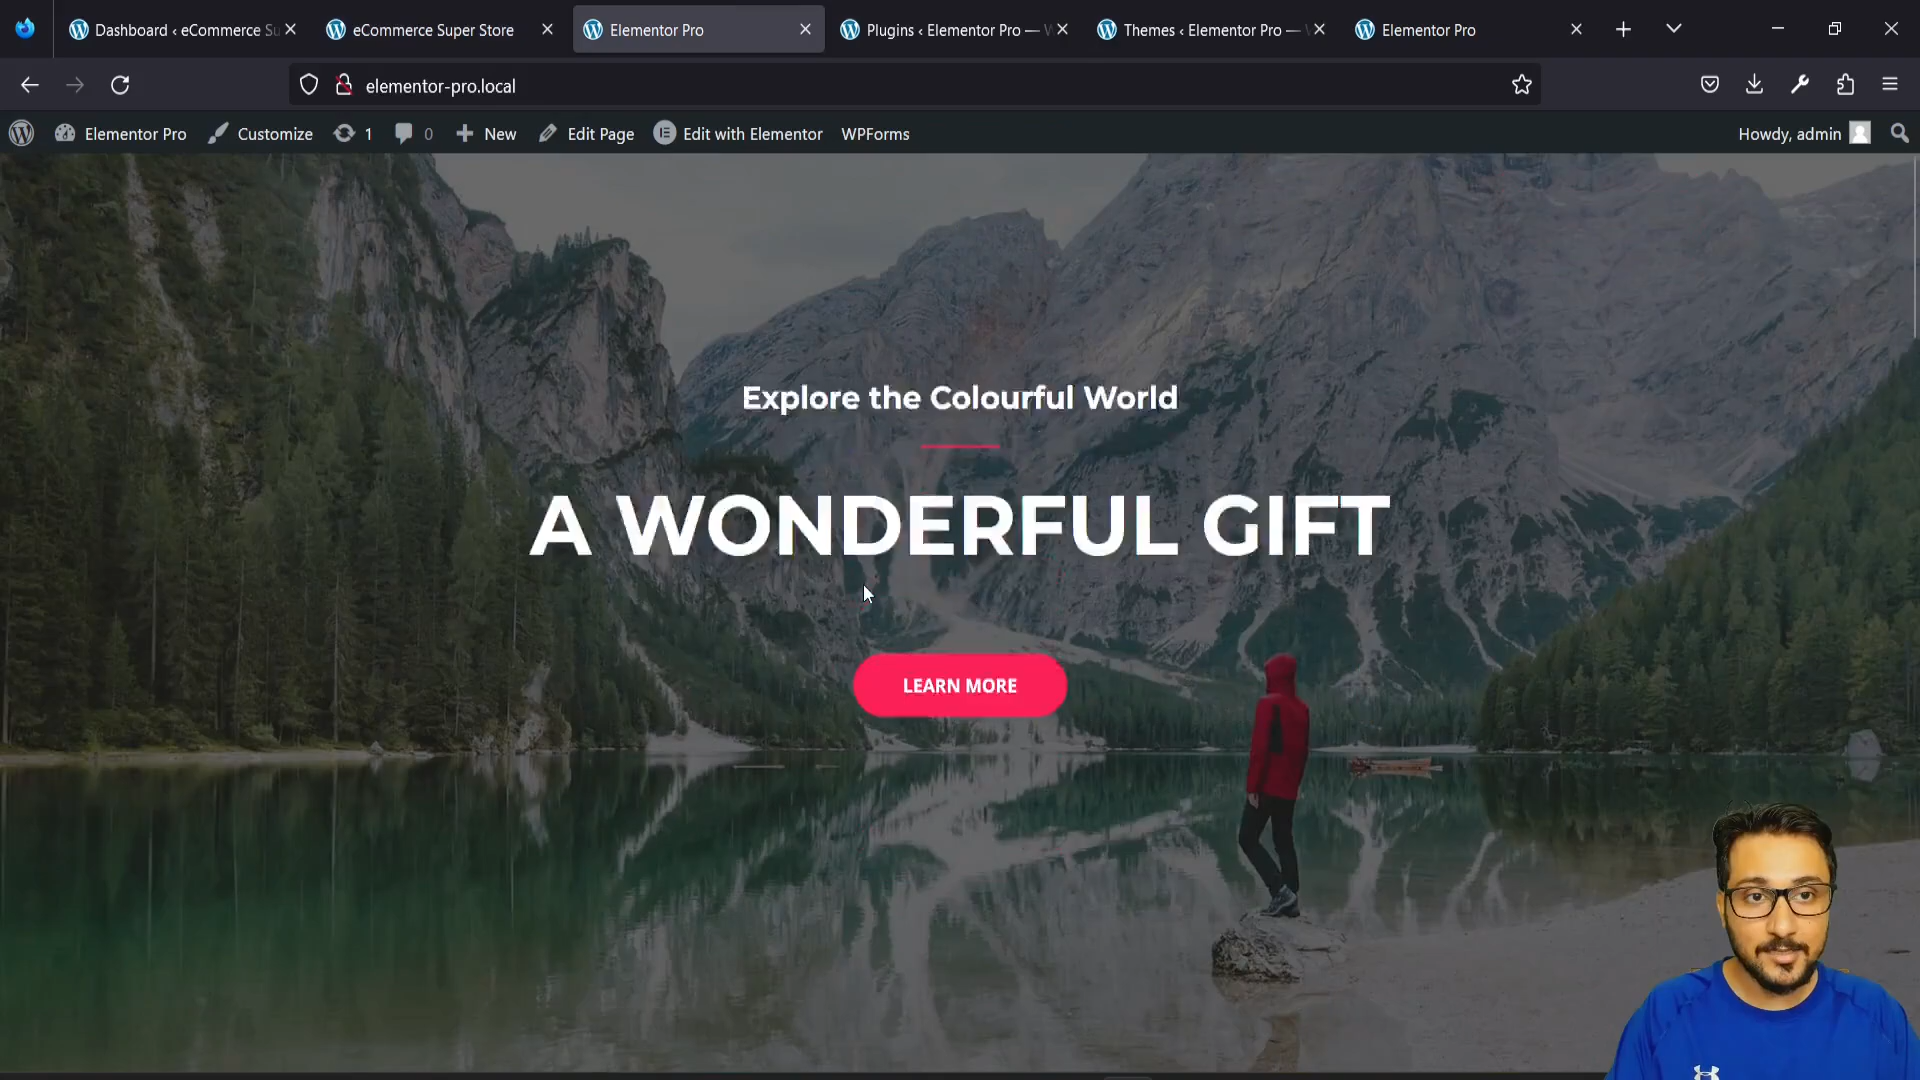 Dashboard ‹ eCommerce Su
eCommerce Super Store
Elementor Pro
Plugins ‹ Elementor Pro — W
Themes ‹ Elementor Pro — W
Elementor Pro
elementor-pro.local
Elementor Pro
Customize
1
0
New
Edit Page
Edit with Elementor
WPForms
Howdy, admin
Explore the Colourful World
A WONDERFUL GIFT
LEARN MORE